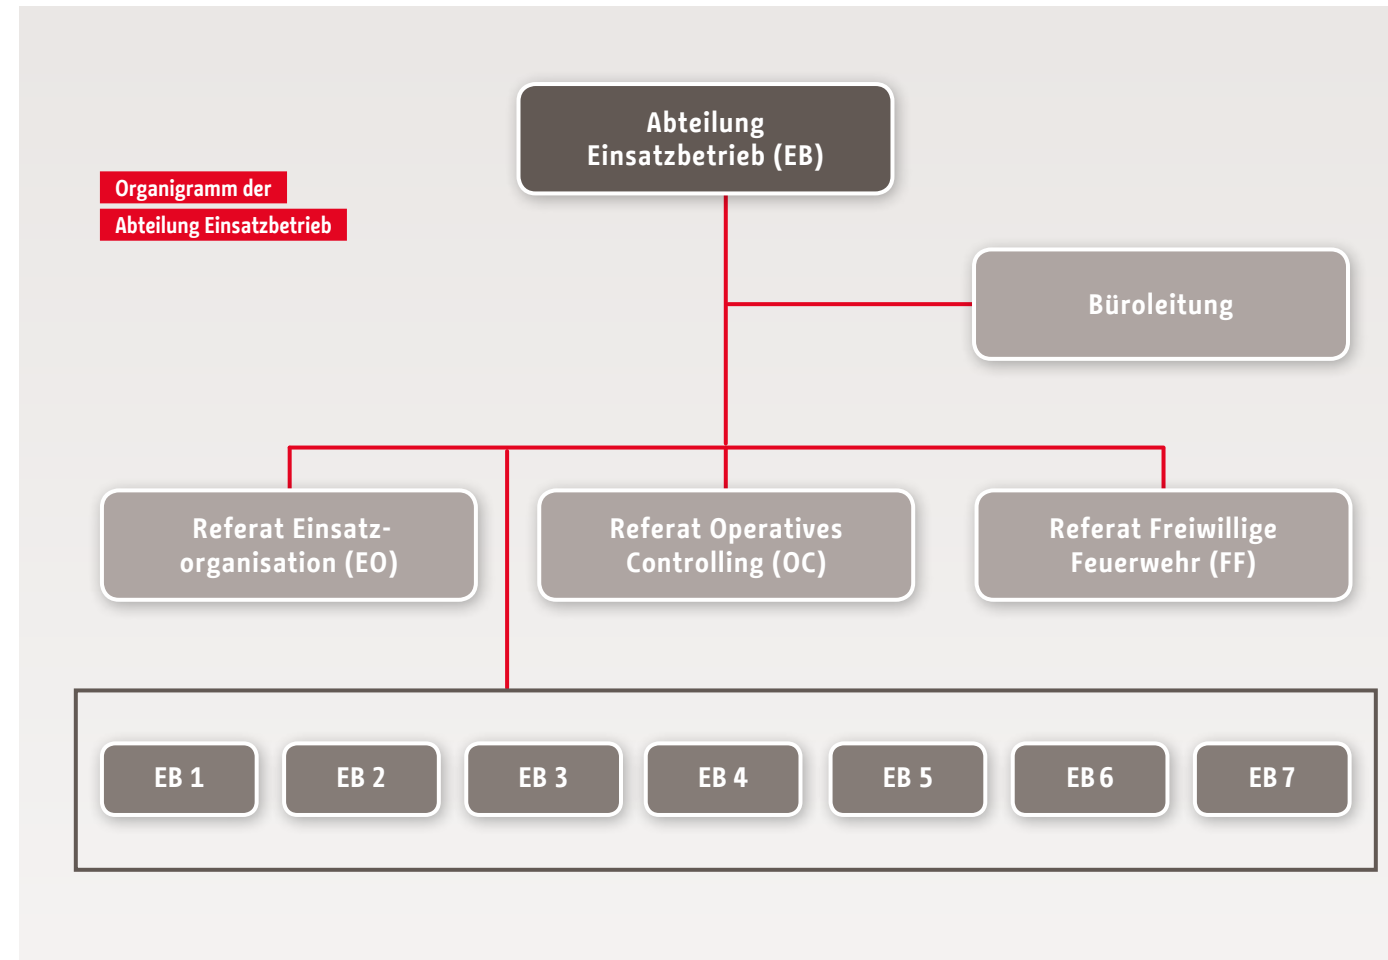 Abteilung
Einsatzbetrieb (EB)
Organigramm der
Abteilung Einsatzbetrieb
Büroleitung
Referat Einsatz-
organisation (EO)
Referat Operatives
Controlling (OC)
Referat Freiwillige
Feuerwehr (FF)
EB 1
EB 2
EB 3
EB 4
EB 5
EB 6
EB 7